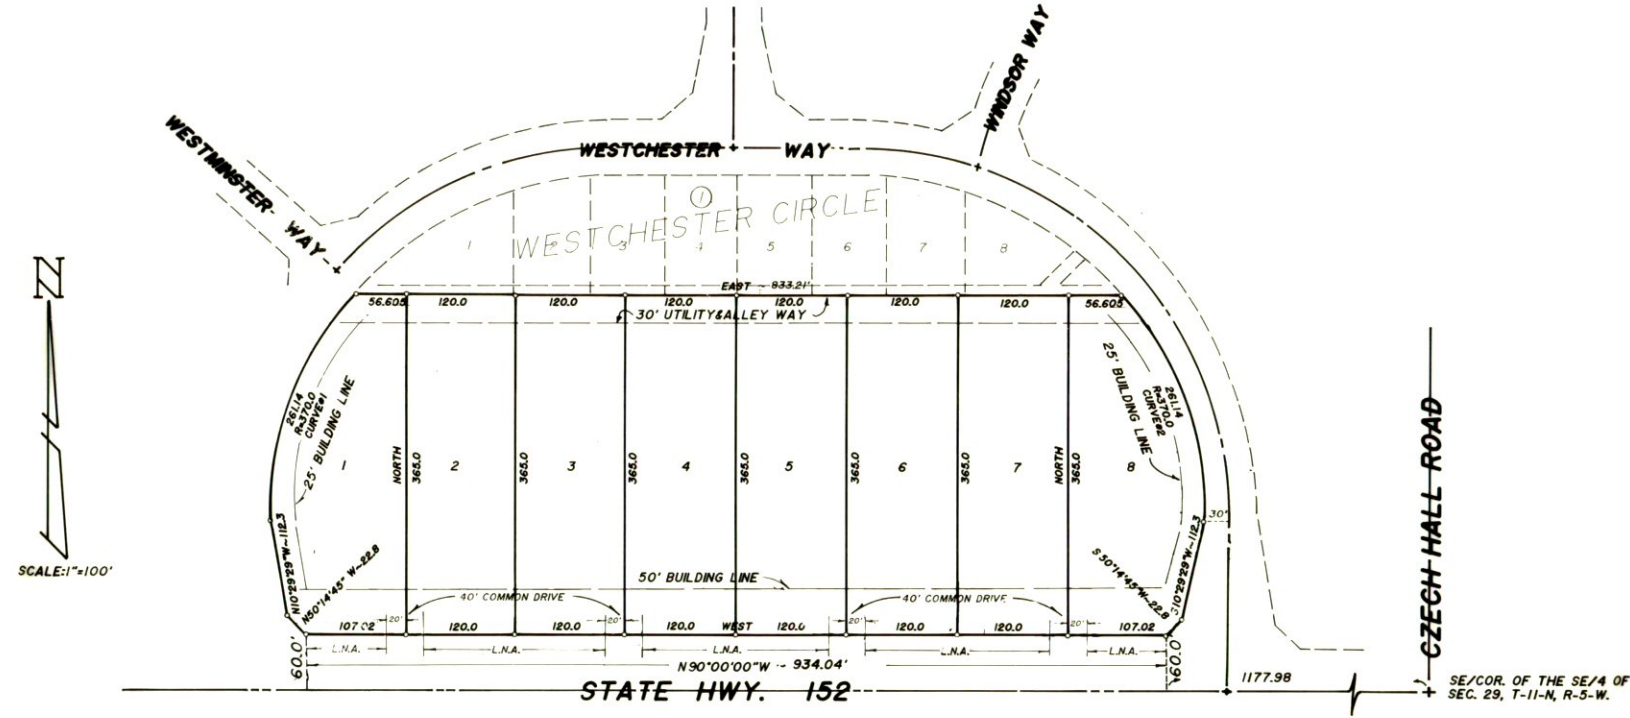 WINDSOR WAY
WESTMINSTER WAY
WESTCHESTER WAY
1
WESTCHESTER CIRCLE
1 2 3 4 5 6 7 8
N
EAST ~ 833.21'
56.605 120.0 120.0 120.0 120.0 120.0 120.0 56.605
30' UTILITY & ALLEY WAY
261.14
R=370.0
CURVE#1
25' BUILDING LINE
25' BUILDING LINE
261.14
R=370.0
CURVE#2
1 2 3 4 5 6 7 8
NORTH
365.0 365.0 365.0 365.0 365.0 365.0
NORTH
365.0
CZECH HALL ROAD
30'
N10°29'29"W~112.3
N50°14'45" W~22.8
S 50°14'45"W~22.8
S10°29'29"W~112.3
SCALE:1"=100'
50' BUILDING LINE
40' COMMON DRIVE
40' COMMON DRIVE
20' 20' 20' 20'
107.02 120.0 120.0 120.0 WEST 120.0 120.0 120.0 107.02
L.N.A. L.N.A. L.N.A. L.N.A. L.N.A.
60.0'
N90°00'00"W ~ 934.04'
60.0'
STATE HWY. 152
1177.98
SE/COR. OF THE SE/4 OF
SEC. 29, T-11-N, R-5-W.